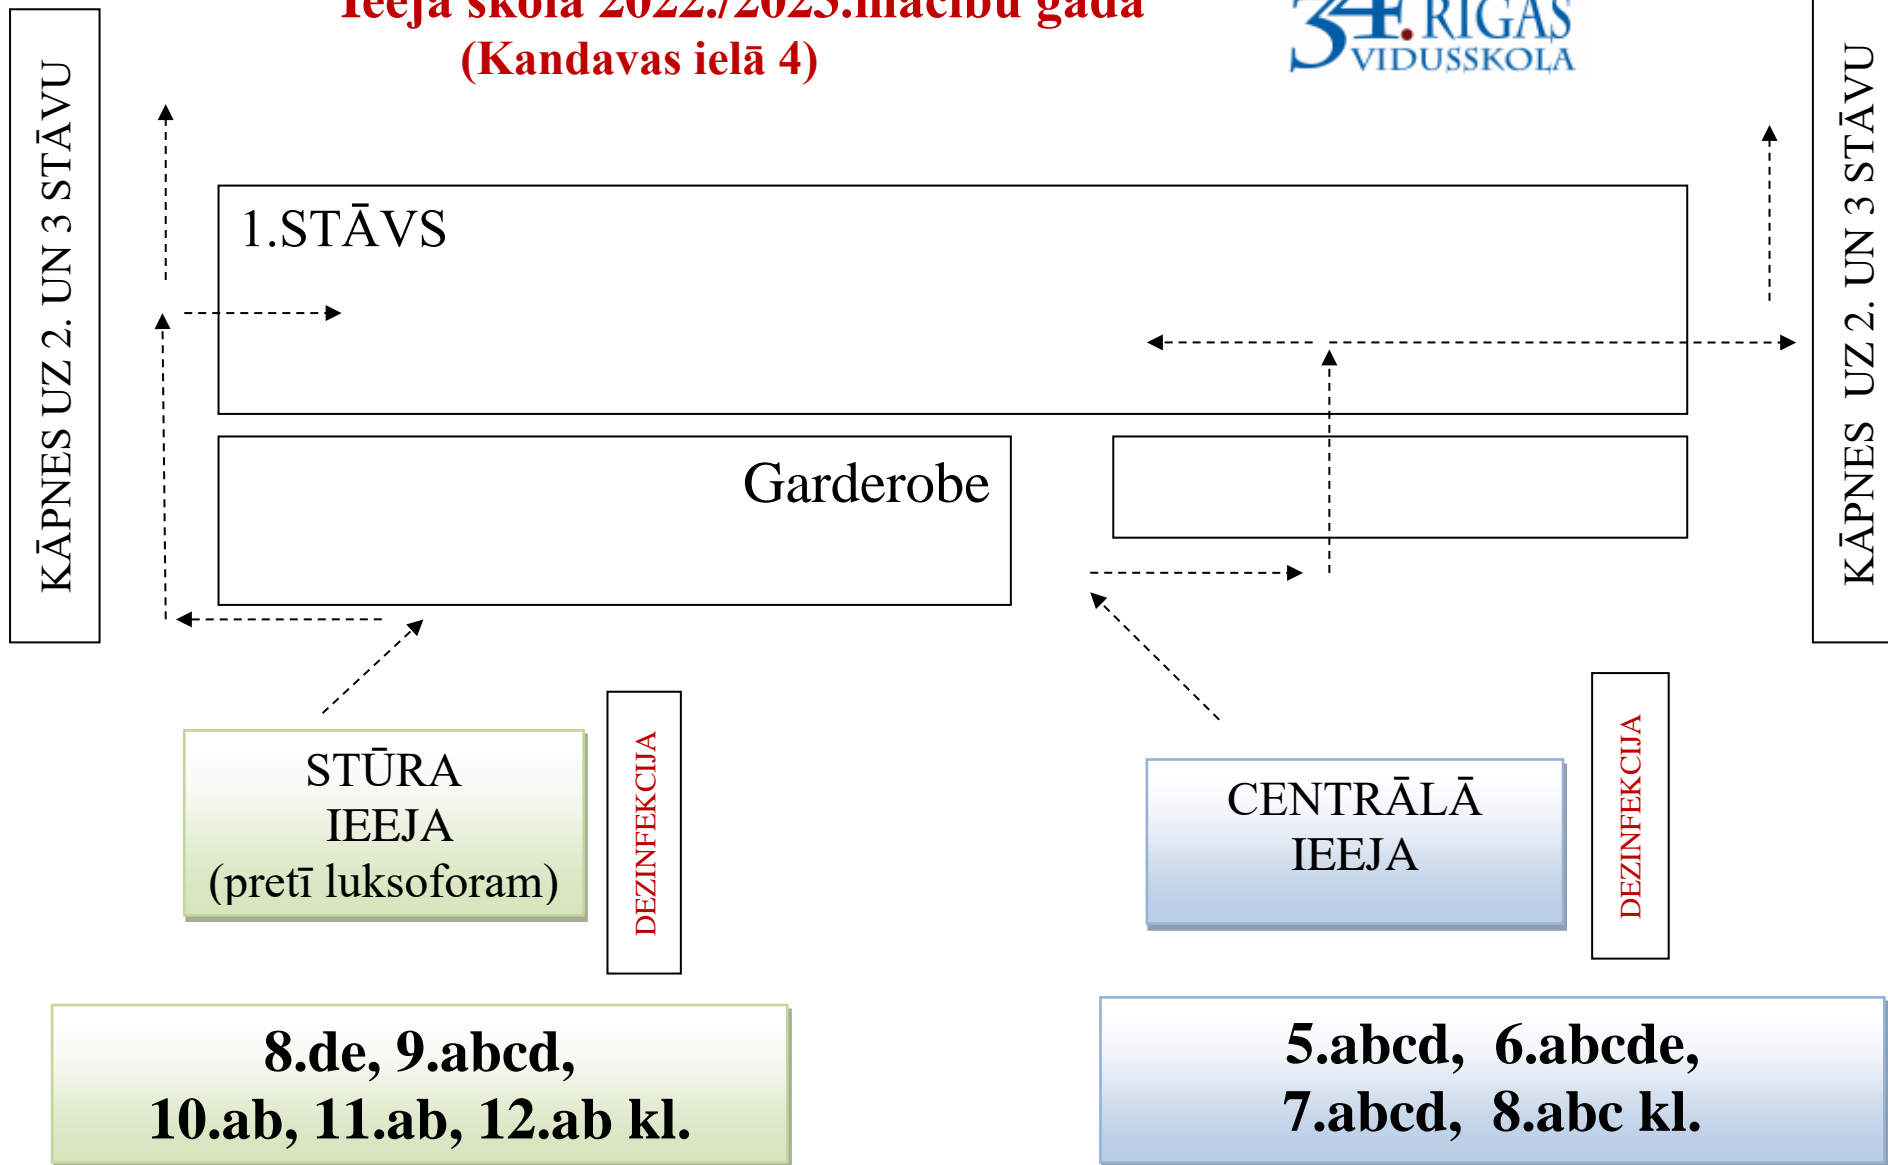 Ieeja skolā 2022./2023.mācību gadā
(Kandavas ielā 4)
34. RĪGAS
VIDUSSKOLA
KĀPNES UZ 2. UN 3 STĀVU
KĀPNES UZ 2. UN 3 STĀVU
1.STĀVS
Garderobe
STŪRA
IEEJA
(pretī luksoforam)
DEZINFEKCIJA
CENTRĀLĀ
IEEJA
DEZINFEKCIJA
8.de, 9.abcd,
10.ab, 11.ab, 12.ab kl.
5.abcd, 6.abcde,
7.abcd, 8.abc kl.